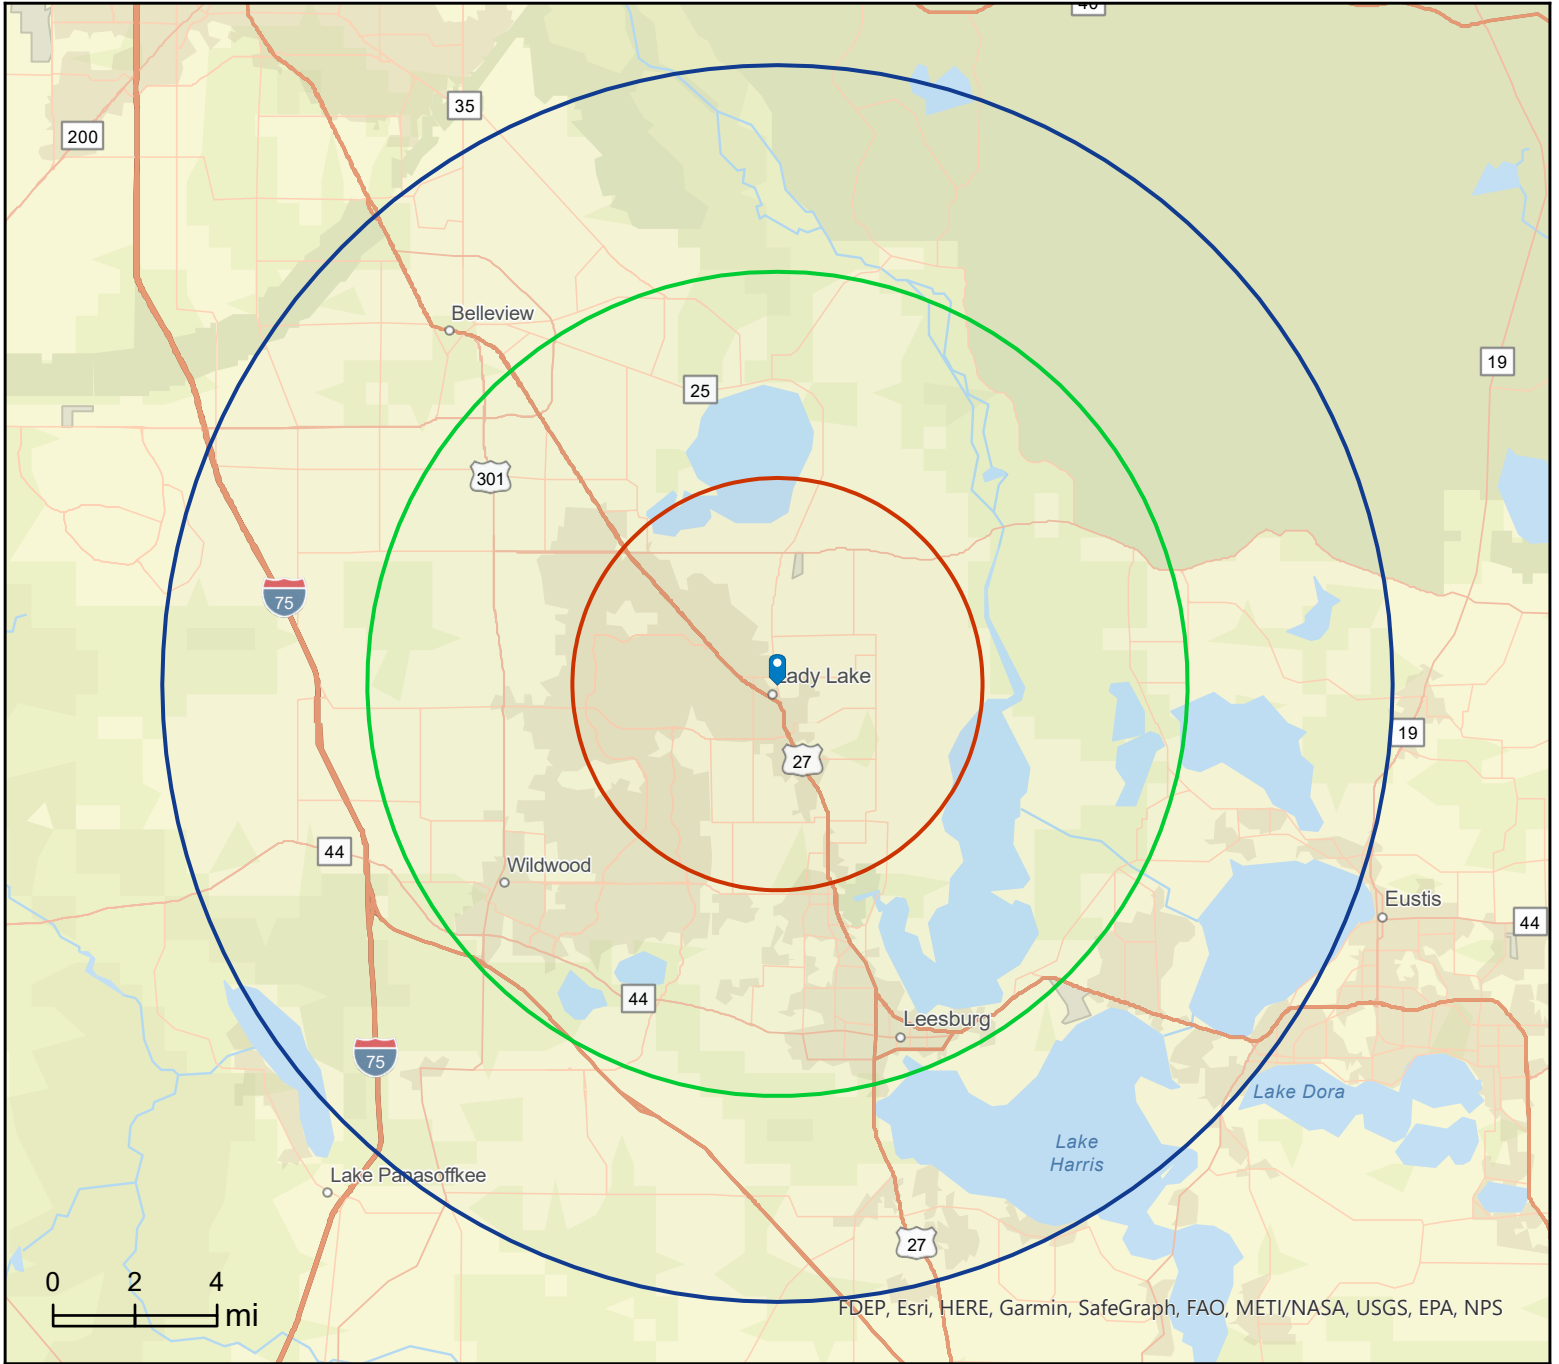 35
200
Belleview
19
25
301
75
Lady Lake
19
27
44
Wildwood
Eustis
44
44
Leesburg
75
Lake Dora
Lake
Harris
Lake Panasoffkee
27
0 2 4
mi
FDEP, Esri, HERE, Garmin, SafeGraph, FAO, METI/NASA, USGS, EPA, NPS